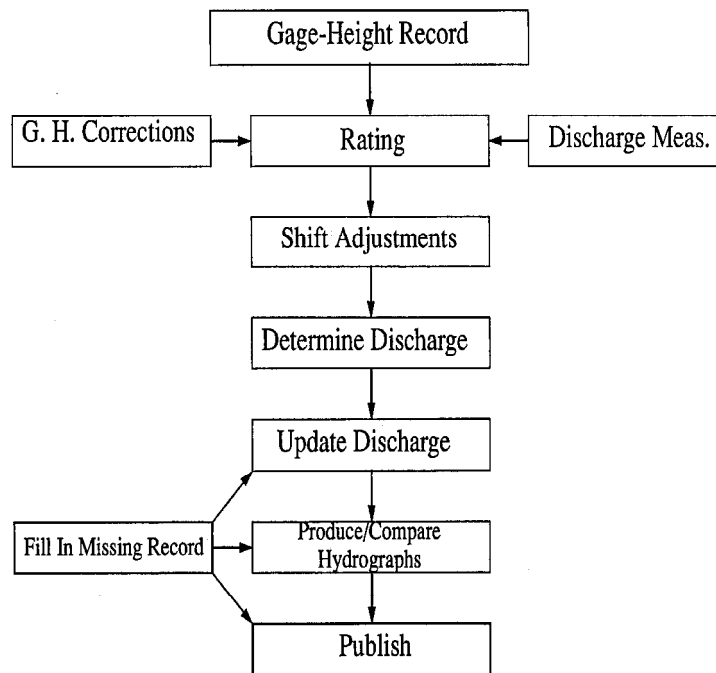 Gage-Height Record
G. H. Corrections
Rating
Discharge Meas.
Shift Adjustments
Determine Discharge
Update Discharge
Fill In Missing Record
Produce/Compare
Hydrographs
Publish